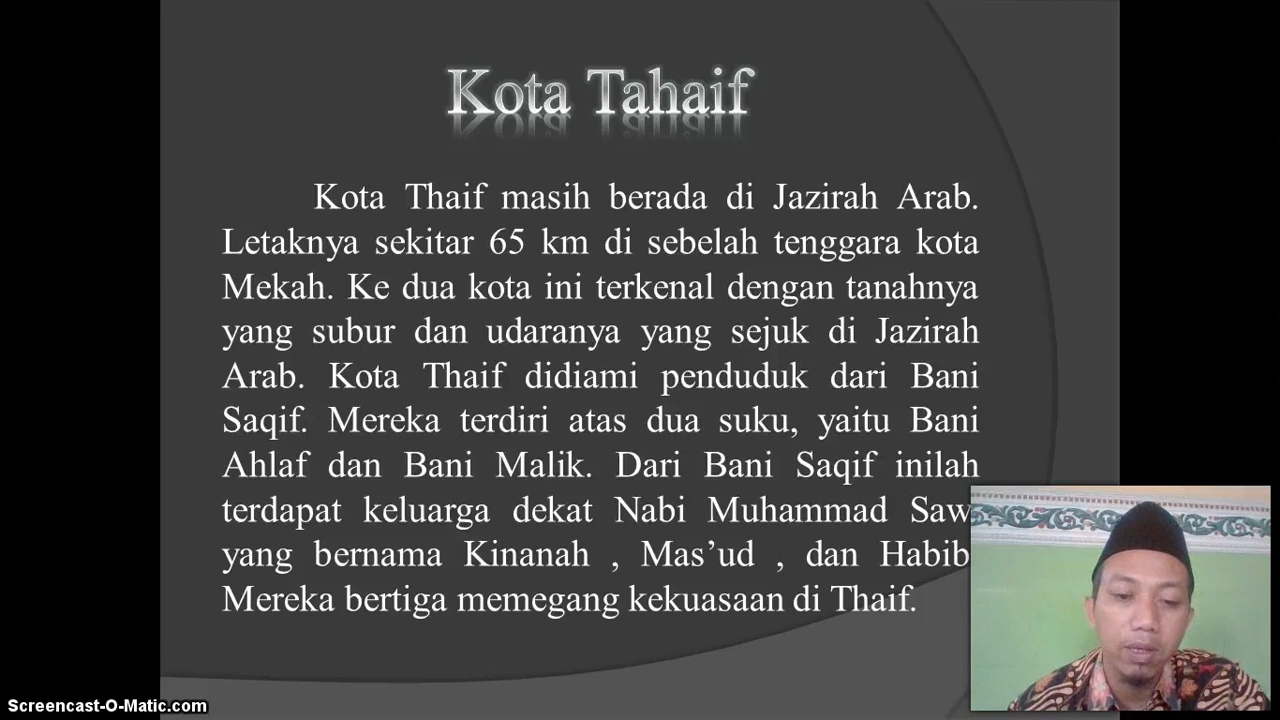 Kota Tahaif
Kota Thaif masih berada di Jazirah Arab.
Letaknya sekitar 65 km di sebelah tenggara kota
Mekah. Ke dua kota ini terkenal dengan tanahnya
yang subur dan udaranya yang sejuk di Jazirah
Arab. Kota Thaif didiami penduduk dari Bani
Saqif. Mereka terdiri atas dua suku, yaitu Bani
Ahlaf dan Bani Malik. Dari Bani Saqif inilah
terdapat keluarga dekat Nabi Muhammad Saw.
yang bernama Kinanah , Mas’ud , dan Habib.
Mereka bertiga memegang kekuasaan di Thaif.
Screencast-O-Matic.com